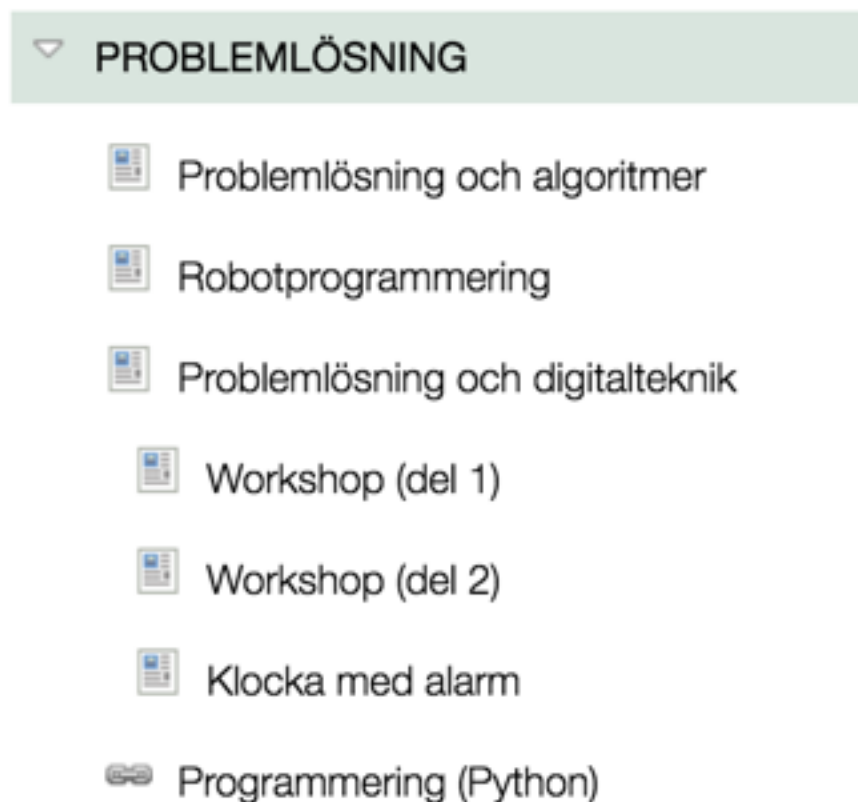 PROBLEMLÖSNING
Problemlösning och algoritmer
Robotprogrammering
Problemlösning och digitalteknik
Workshop (del 1)
Workshop (del 2)
Klocka med alarm
Programmering (Python)